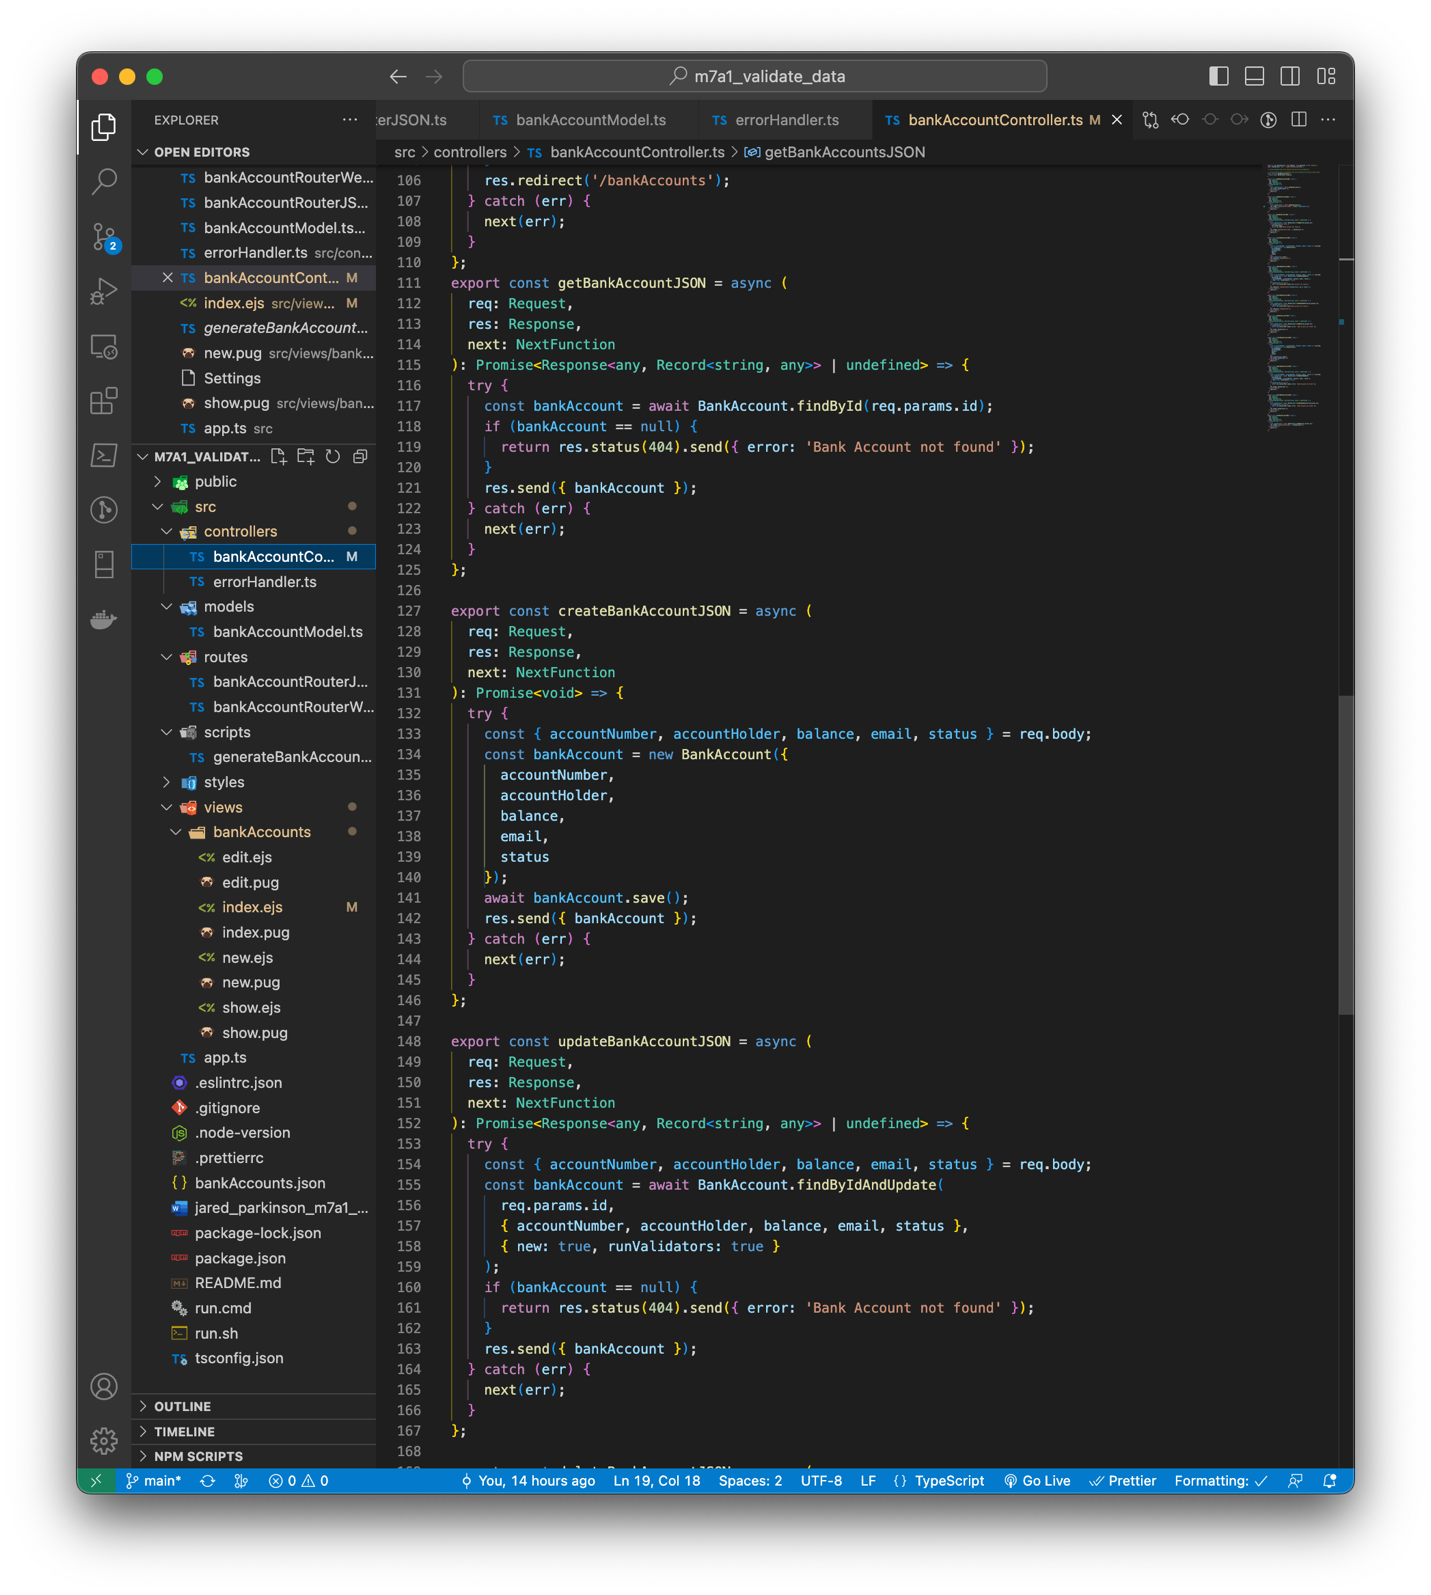 m7a1_validate_data
EXPLORER
OPEN EDITORS
bankAccountRouterWe...
bankAccountRouterJS...
bankAccountModel.ts...
errorHandler.ts src/con...
bankAccountCont... M
index.ejs src/view... M
generateBankAccount...
new.pug src/views/bank...
Settings
show.pug src/views/ban...
app.ts src
M7A1_VALIDAT...
public
src
controllers
bankAccountCo... M
errorHandler.ts
models
bankAccountModel.ts
routes
bankAccountRouterJ...
bankAccountRouterW...
scripts
generateBankAccoun...
styles
views
bankAccounts
edit.ejs
edit.pug
index.ejs M
index.pug
new.ejs
new.pug
show.ejs
show.pug
app.ts
.eslintrc.json
.gitignore
.node-version
.prettierrc
bankAccounts.json
jared_parkinson_m7a1_...
package-lock.json
package.json
README.md
run.cmd
run.sh
tsconfig.json
OUTLINE
TIMELINE
NPM SCRIPTS
erJSON.ts TS bankAccountModel.ts TS errorHandler.ts TS bankAccountController.ts M
src > controllers > TS bankAccountController.ts > getBankAccountsJSON
106 res.redirect('/bankAccounts');
107 } catch (err) {
108 next(err);
109 }
110 };
111 export const getBankAccountJSON = async (
112 req: Request,
113 res: Response,
114 next: NextFunction
115 ): Promise<Response<any, Record<string, any>> | undefined> => {
116 try {
117 const bankAccount = await BankAccount.findById(req.params.id);
118 if (bankAccount == null) {
119 return res.status(404).send({ error: 'Bank Account not found' });
120 }
121 res.send({ bankAccount });
122 } catch (err) {
123 next(err);
124 }
125 };
126
127 export const createBankAccountJSON = async (
128 req: Request,
129 res: Response,
130 next: NextFunction
131 ): Promise<void> => {
132 try {
133 const { accountNumber, accountHolder, balance, email, status } = req.body;
134 const bankAccount = new BankAccount({
135 accountNumber,
136 accountHolder,
137 balance,
138 email,
139 status
140 });
141 await bankAccount.save();
142 res.send({ bankAccount });
143 } catch (err) {
144 next(err);
145 }
146 };
147
148 export const updateBankAccountJSON = async (
149 req: Request,
150 res: Response,
151 next: NextFunction
152 ): Promise<Response<any, Record<string, any>> | undefined> => {
153 try {
154 const { accountNumber, accountHolder, balance, email, status } = req.body;
155 const bankAccount = await BankAccount.findByIdAndUpdate(
156 req.params.id,
157 { accountNumber, accountHolder, balance, email, status },
158 { new: true, runValidators: true }
159 );
160 if (bankAccount == null) {
161 return res.status(404).send({ error: 'Bank Account not found' });
162 }
163 res.send({ bankAccount });
164 } catch (err) {
165 next(err);
166 }
167 };
168
main* 0 0 You, 14 hours ago Ln 19, Col 18 Spaces: 2 UTF-8 LF {} TypeScript Go Live Prettier Formatting: